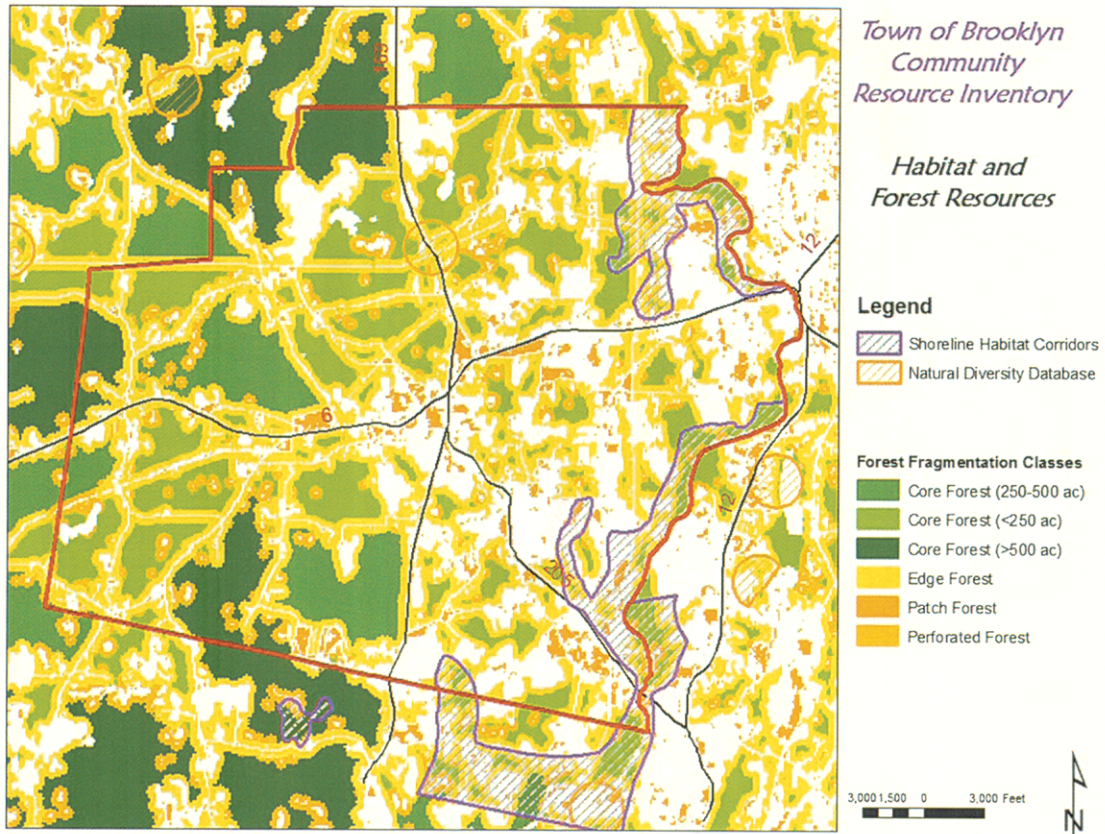 Town of Brooklyn
Community
Resource Inventory
Habitat and
Forest Resources
Legend
Shoreline Habitat Corridors
Natural Diversity Database
Forest Fragmentation Classes
Core Forest (250-500 ac)
Core Forest (<250 ac)
Core Forest (>500 ac)
Edge Forest
Patch Forest
Perforated Forest
3,000 1,500 0 3,000 Feet
N
169
12
6
12
205